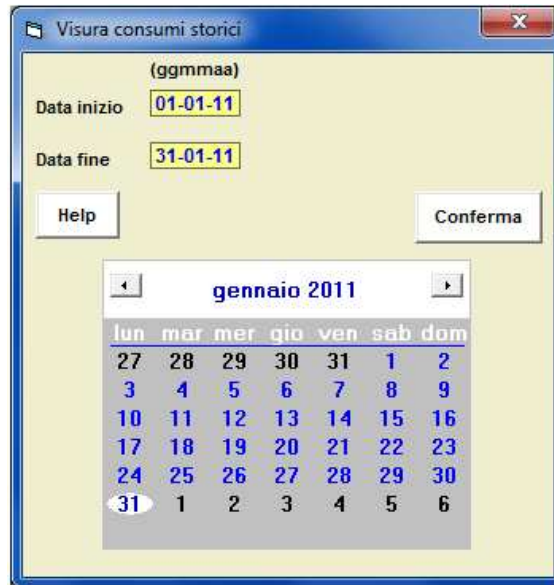 Visura consumi storici
(ggmmaa)
Data inizio 01-01-11
Data fine 31-01-11
Help Conferma
gennaio 2011
lun mar mer gio ven sab dom
27 28 29 30 31 1 2
3 4 5 6 7 8 9
10 11 12 13 14 15 16
17 18 19 20 21 22 23
24 25 26 27 28 29 30
31 1 2 3 4 5 6